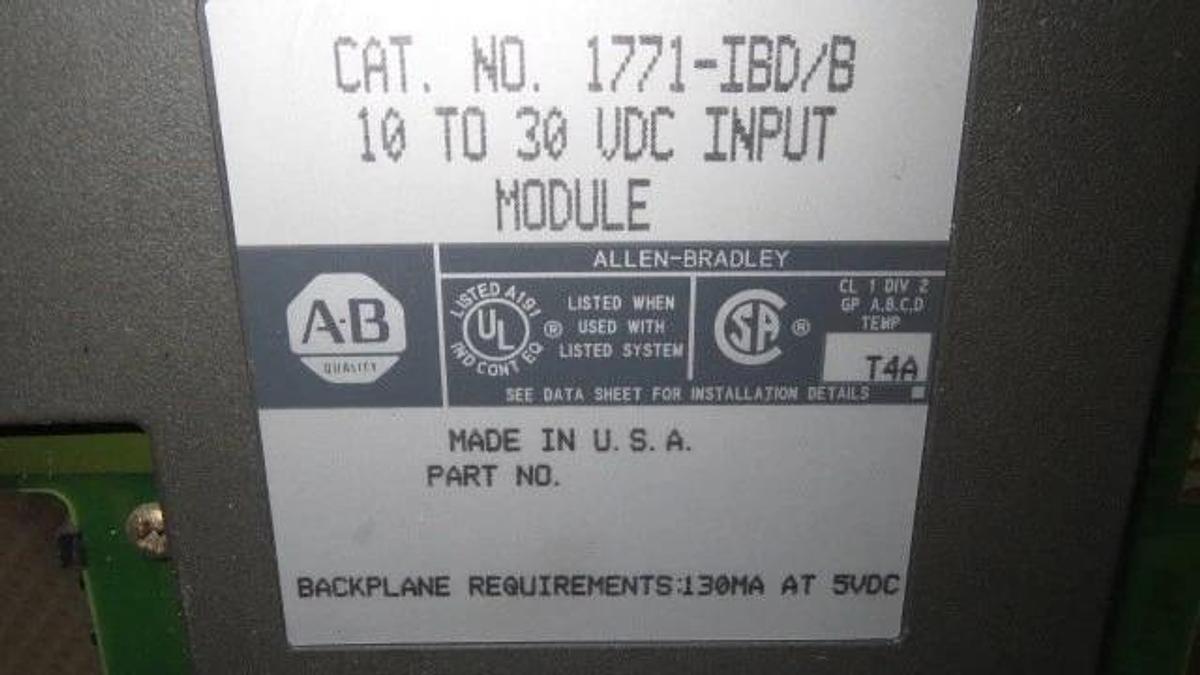 CAT. NO. 1771-IBD/B
10 TO 30 VDC INPUT
MODULE
ALLEN-BRADLEY
A-B
QUALITY
LISTED A191
UL
IND CONT EQ
®
LISTED WHEN
USED WITH
LISTED SYSTEM
SA
®
CL 1 DIV 2
GP A,B,C,D
TEMP
T4A
SEE DATA SHEET FOR INSTALLATION DETAILS
MADE IN U.S.A.
PART NO.
BACKPLANE REQUIREMENTS:130MA AT 5VDC